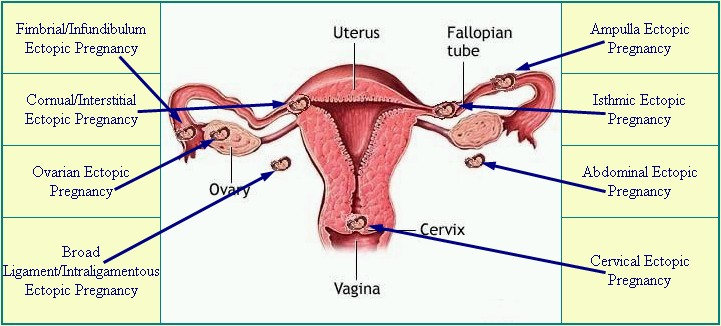 Fimbrial/Infundibulum
Ectopic Pregnancy
Cornual/Interstitial
Ectopic Pregnancy
Ovarian Ectopic
Pregnancy
Broad
Ligament/Intraligamentous
Ectopic Pregnancy
Uterus
Fallopian
tube
Ovary
Cervix
Vagina
Ampulla Ectopic
Pregnancy
Isthmic Ectopic
Pregnancy
Abdominal Ectopic
Pregnancy
Cervical Ectopic
Pregnancy